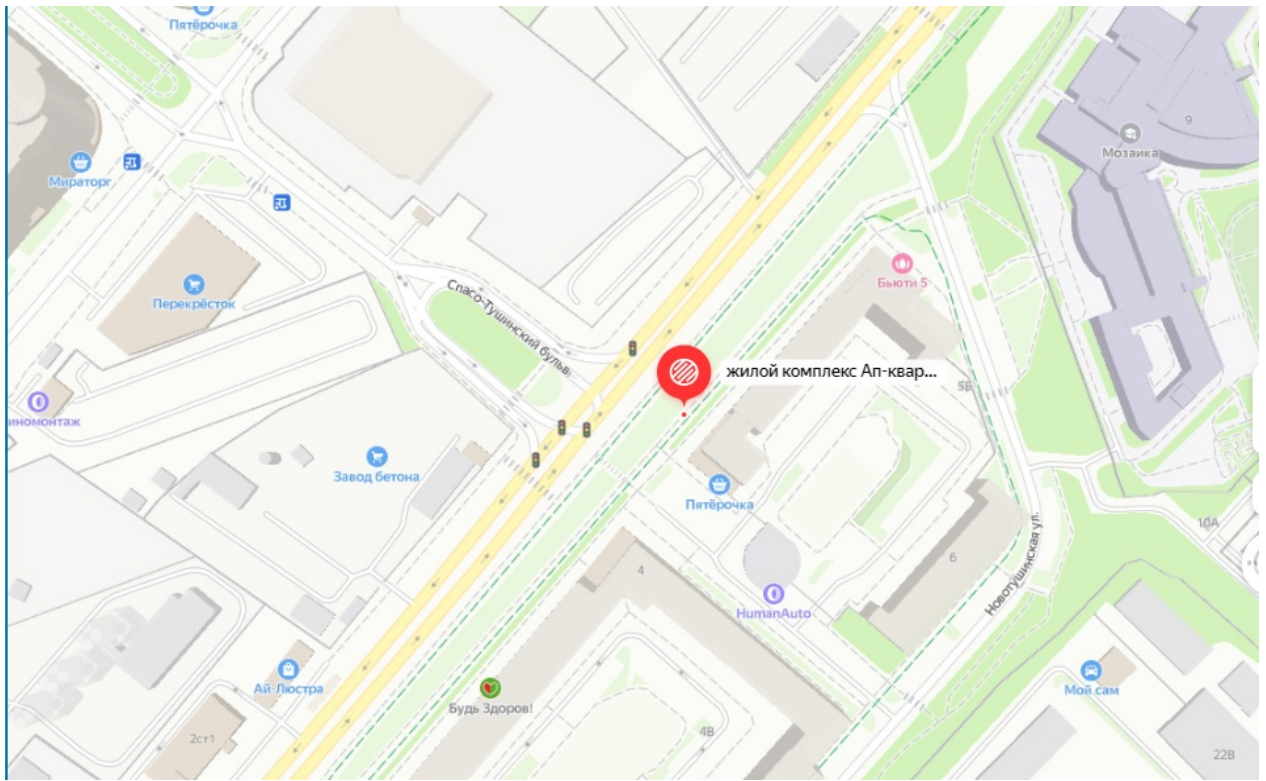 Пятёрочка
9
Мозаика
Мираторг
Бьюти 5
Перекрёсток
Спасо-Тушинский бульв.
жилой комплекс Ап-квар...
5Б
иномонтаж
Завод бетона
Пятёрочка
10А
4
6
Новотушинская ул.
HumanAuto
Ай-Люстра
Мой сам
Будь Здоров!
2ст1
4В
22В